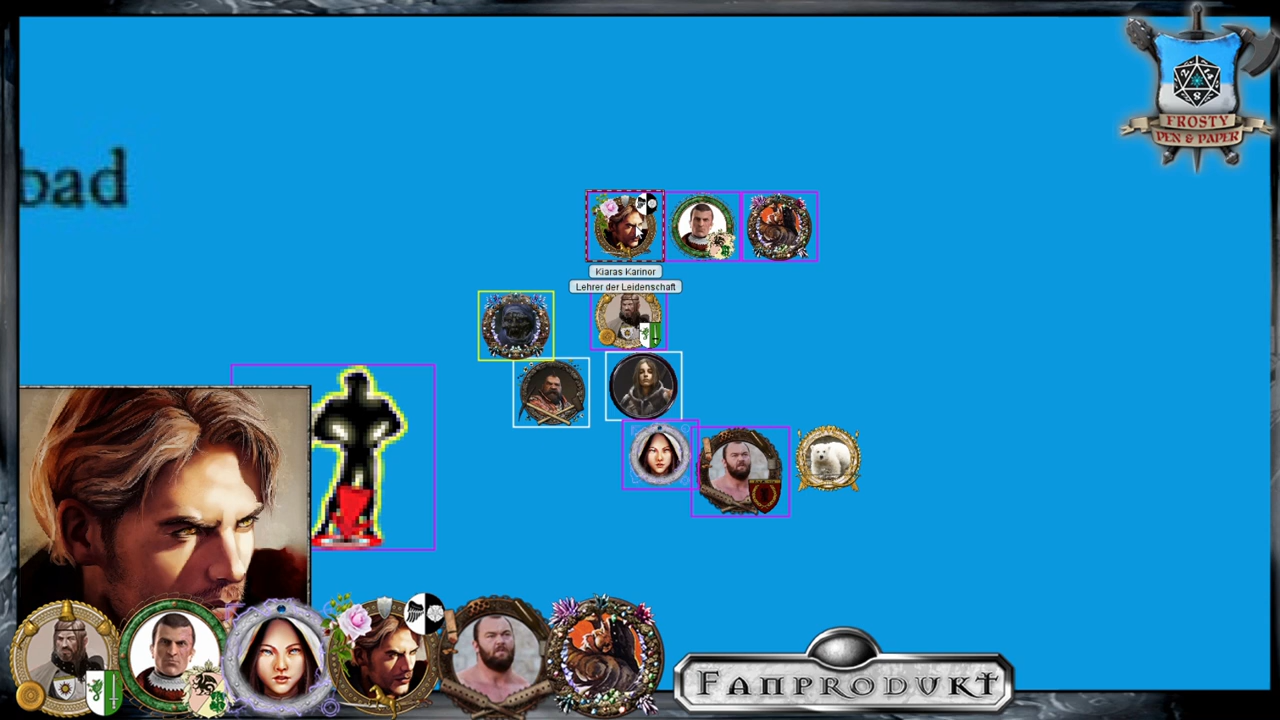 bad
FROSTY
PEN & PAPER
Kiaras Karinor
Lehrer der Leidenschaft
FANPRODUKT